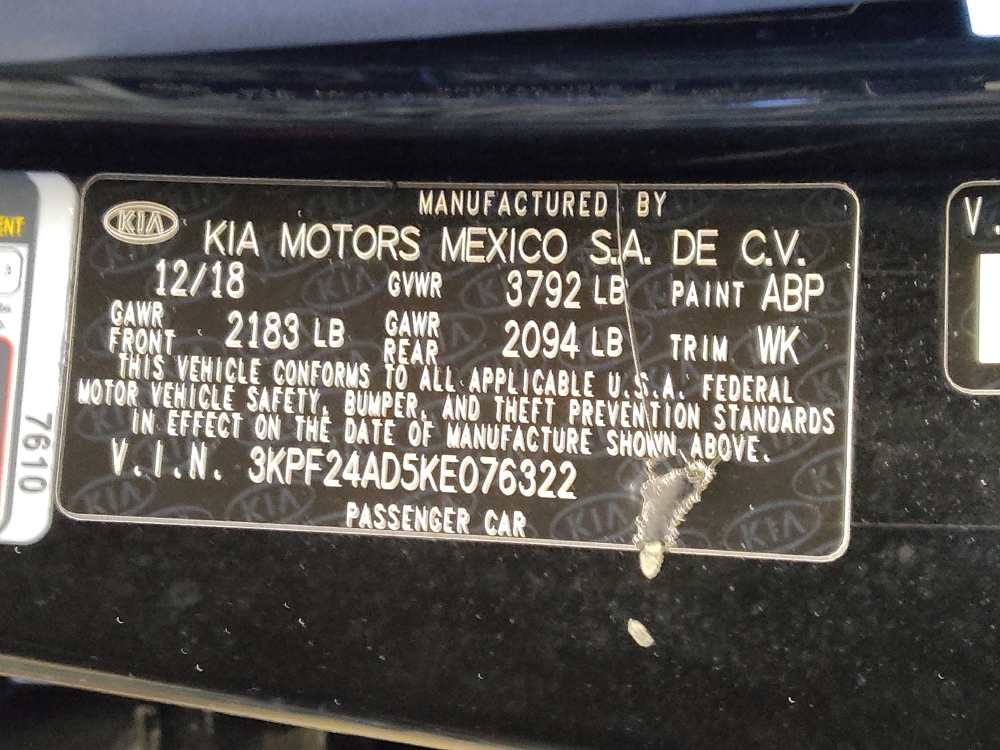 MANUFACTURED BY
KIA
KIA MOTORS MEXICO S.A. DE C.V.
12/18 GVWR 3792 LB PAINT ABP
GAWR FRONT 2183 LB GAWR REAR 2094 LB TRIM WK
THIS VEHICLE CONFORMS TO ALL APPLICABLE U.S.A. FEDERAL
MOTOR VEHICLE SAFETY, BUMPER, AND THEFT PREVENTION STANDARDS
IN EFFECT ON THE DATE OF MANUFACTURE SHOWN ABOVE.
V.I.N. 3KPF24AD5KE076322
PASSENGER CAR
ENT
3
7610
V.